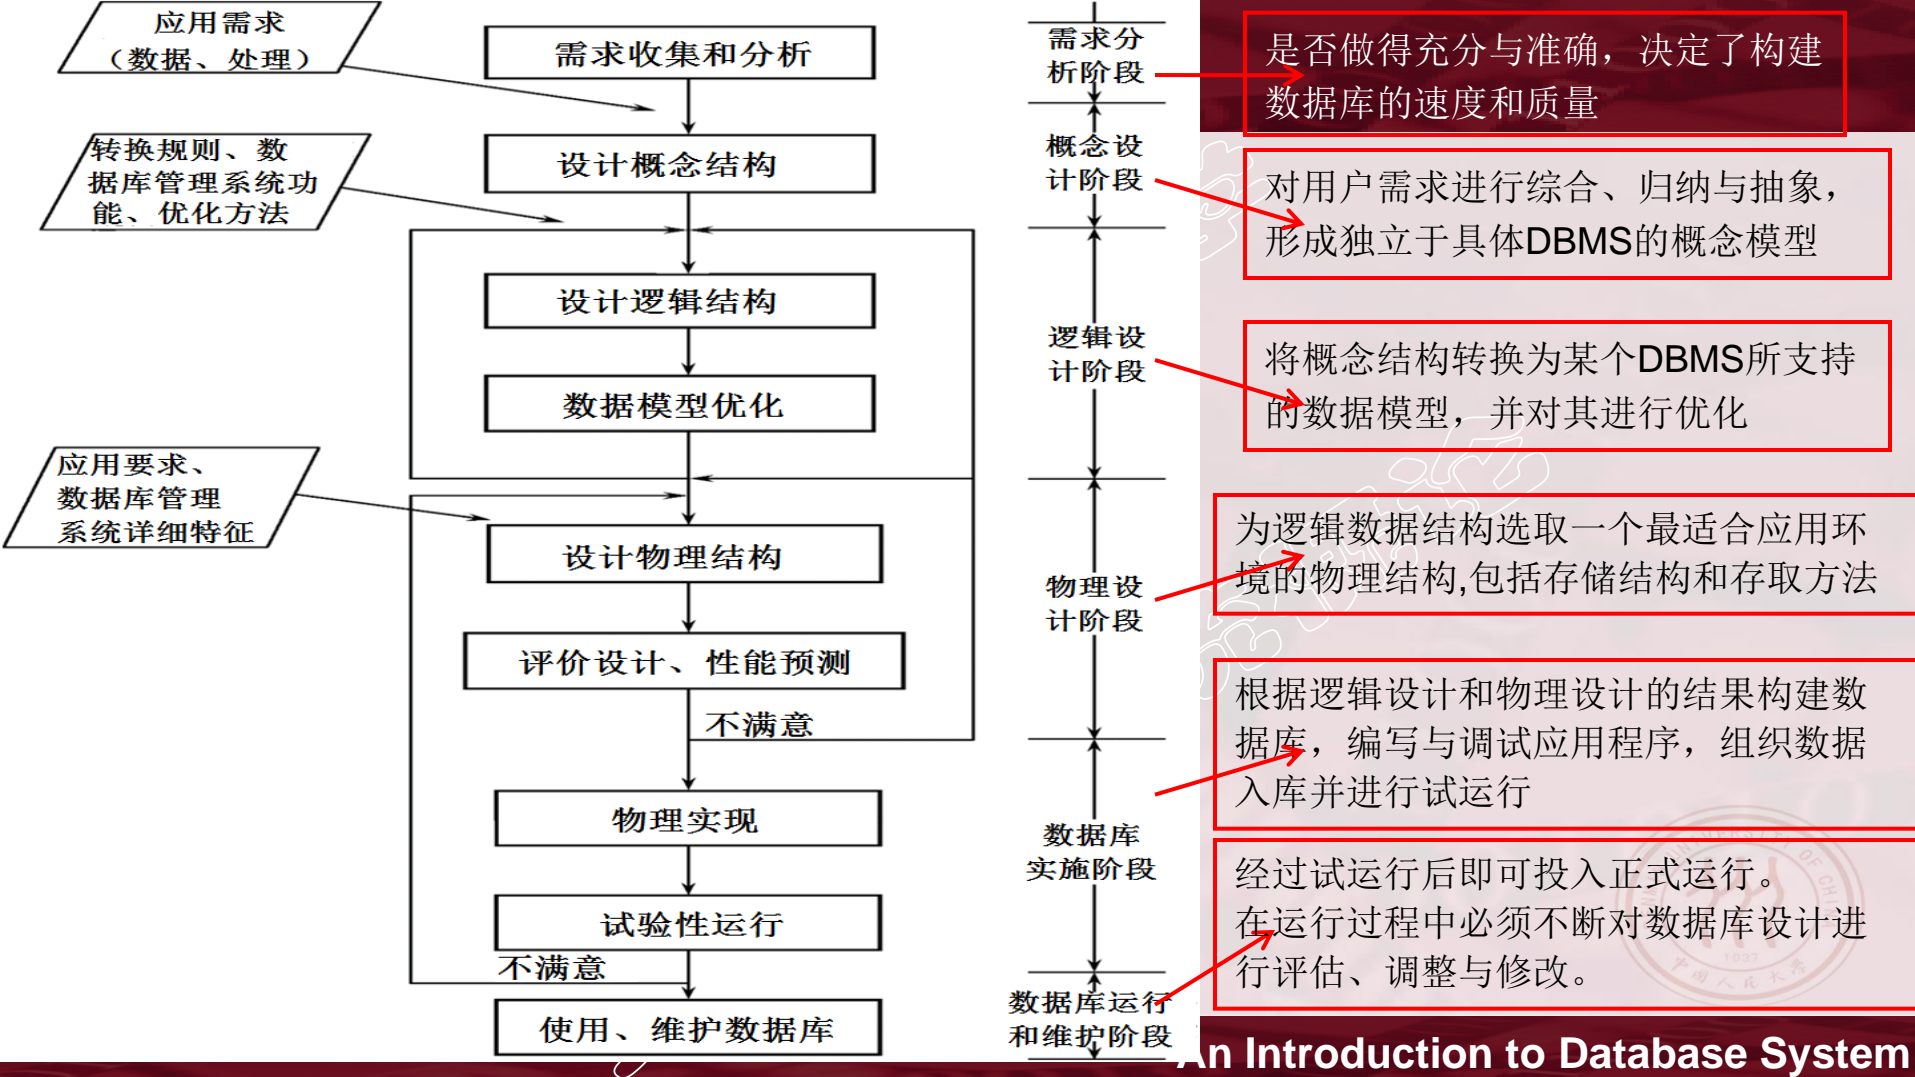 应用需求
（数据、处理）
转换规则、数
据库管理系统功
能、优化方法
应用要求、
数据库管理
系统详细特征
需求收集和分析
设计概念结构
设计逻辑结构
数据模型优化
设计物理结构
评价设计、性能预测
不满意
物理实现
试验性运行
不满意
使用、维护数据库
需求分
析阶段
概念设
计阶段
逻辑设
计阶段
物理设
计阶段
数据库
实施阶段
数据库运行
和维护阶段
是否做得充分与准确，决定了构建
数据库的速度和质量
对用户需求进行综合、归纳与抽象，
形成独立于具体DBMS的概念模型
将概念结构转换为某个DBMS所支持
的数据模型，并对其进行优化
为逻辑数据结构选取一个最适合应用环
境的物理结构,包括存储结构和存取方法
根据逻辑设计和物理设计的结果构建数
据库，编写与调试应用程序，组织数据
入库并进行试运行
经过试运行后即可投入正式运行。
在运行过程中必须不断对数据库设计进
行评估、调整与修改。
An Introduction to Database System